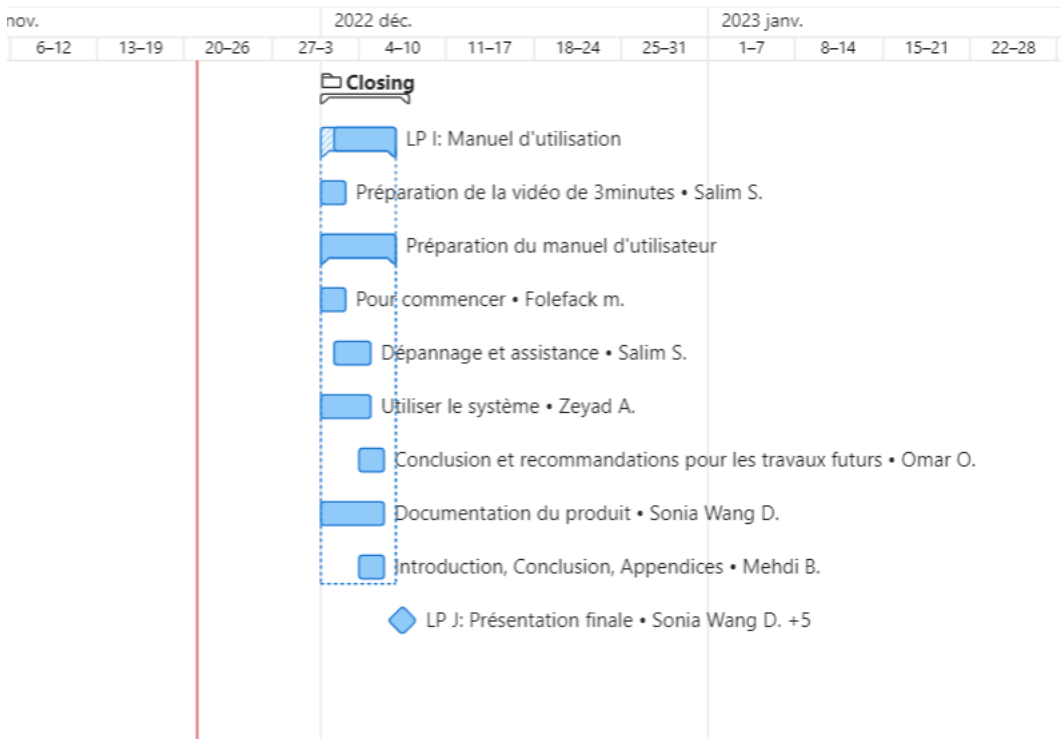 nov. 2022 déc. 2023 janv.
6–12 13–19 20–26 27–3 4–10 11–17 18–24 25–31 1–7 8–14 15–21 22–28
Closing
LP I: Manuel d'utilisation
Préparation de la vidéo de 3minutes • Salim S.
Préparation du manuel d'utilisateur
Pour commencer • Folefack m.
Dépannage et assistance • Salim S.
Utiliser le système • Zeyad A.
Conclusion et recommandations pour les travaux futurs • Omar O.
Documentation du produit • Sonia Wang D.
Introduction, Conclusion, Appendices • Mehdi B.
LP J: Présentation finale • Sonia Wang D. +5